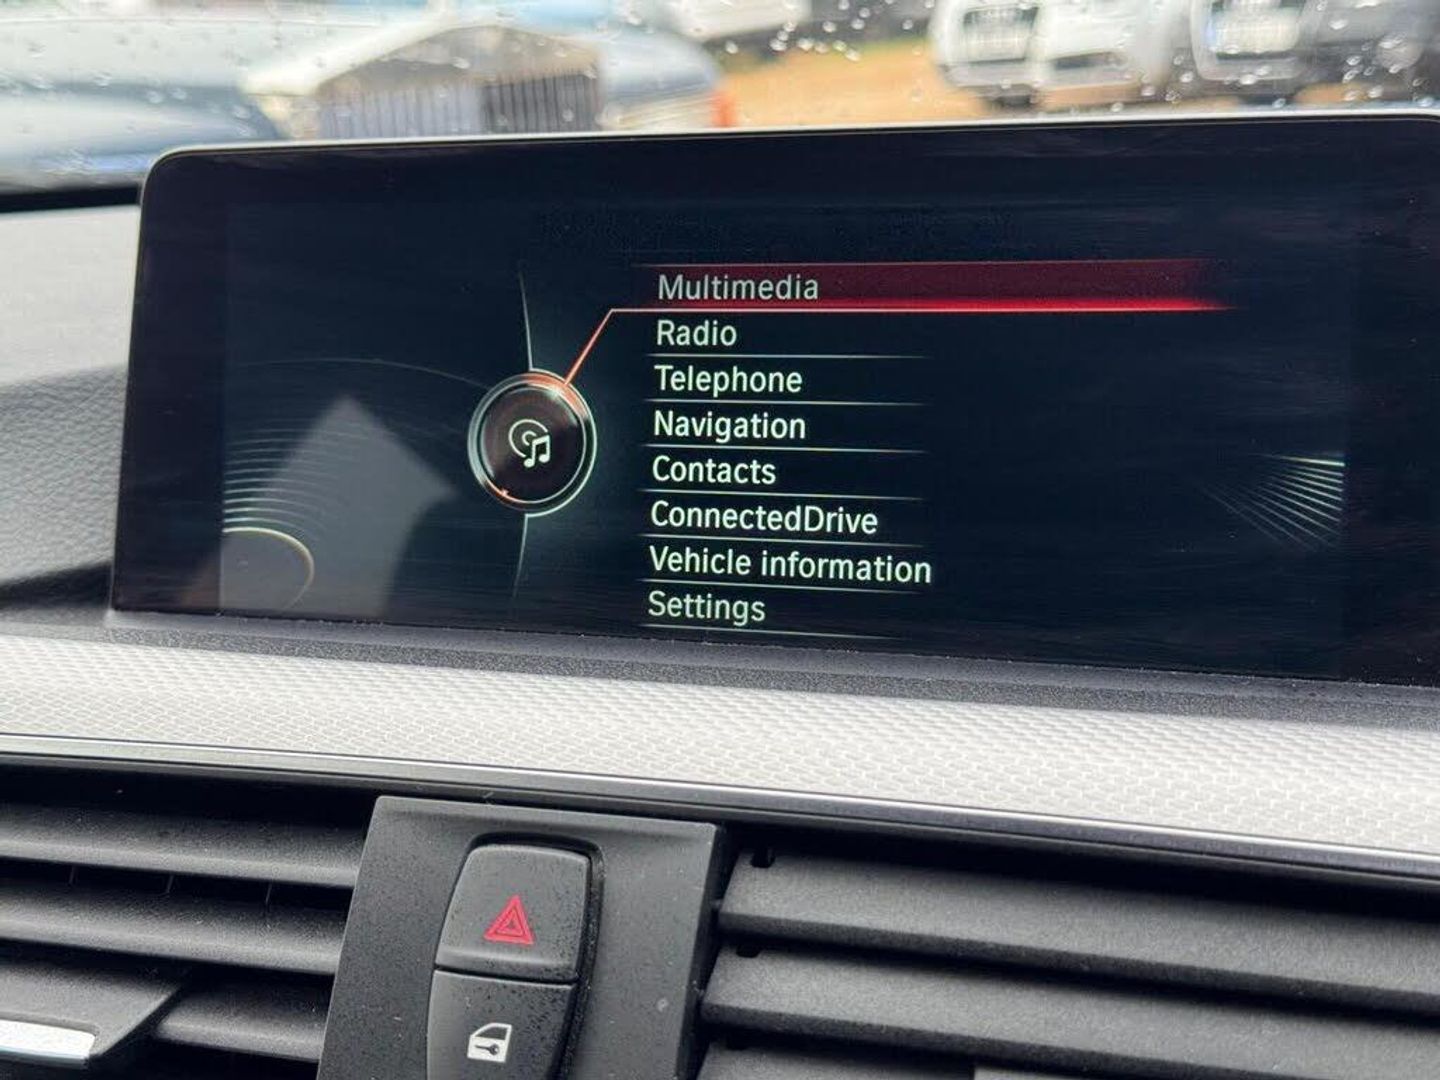 Multimedia
Radio
Telephone
Navigation
Contacts
ConnectedDrive
Vehicle information
Settings